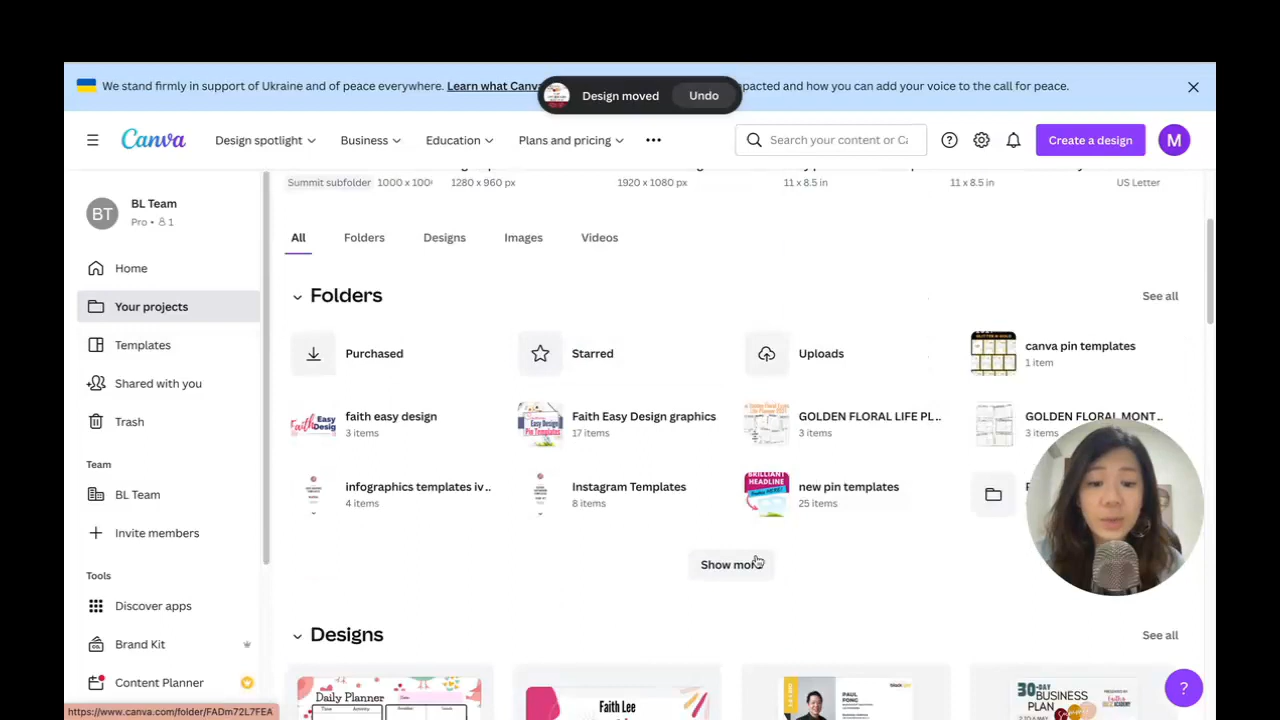 We stand firmly in support of Ukraine and of peace everywhere. Learn what Canv
pacted and how you can add your voice to the call for peace.
Design moved Undo
Canva
Design spotlight
Business
Education
Plans and pricing
Search your content or Ca
Create a design
M
Summit subfolder
1280 x 960 px
1920 x 1080 px
11 x 8.5 in
11 x 8.5 in
US Letter
BT
BL Team
Pro • 1
Home
Your projects
Templates
Shared with you
Trash
Team
BL Team
Invite members
Tools
Discover apps
Brand Kit
Content Planner
https://www.canva.com/folder/FADm72L7FEA
All
Folders
Designs
Images
Videos
Folders
See all
Purchased
Starred
Uploads
canva pin templates
1 item
faith easy design
3 items
Faith Easy Design graphics
17 items
GOLDEN FLORAL LIFE PL..
3 items
GOLDEN FLORAL MONT...
3 items
infographics templates iv..
4 items
Instagram Templates
8 items
BRILLIANT
HEADLINE
new pin templates
25 items
Show more
Designs
See all
Daily Planner
Faith Lee
PAUL
FONG
30-DAY
BUSINESS
PLAN
?